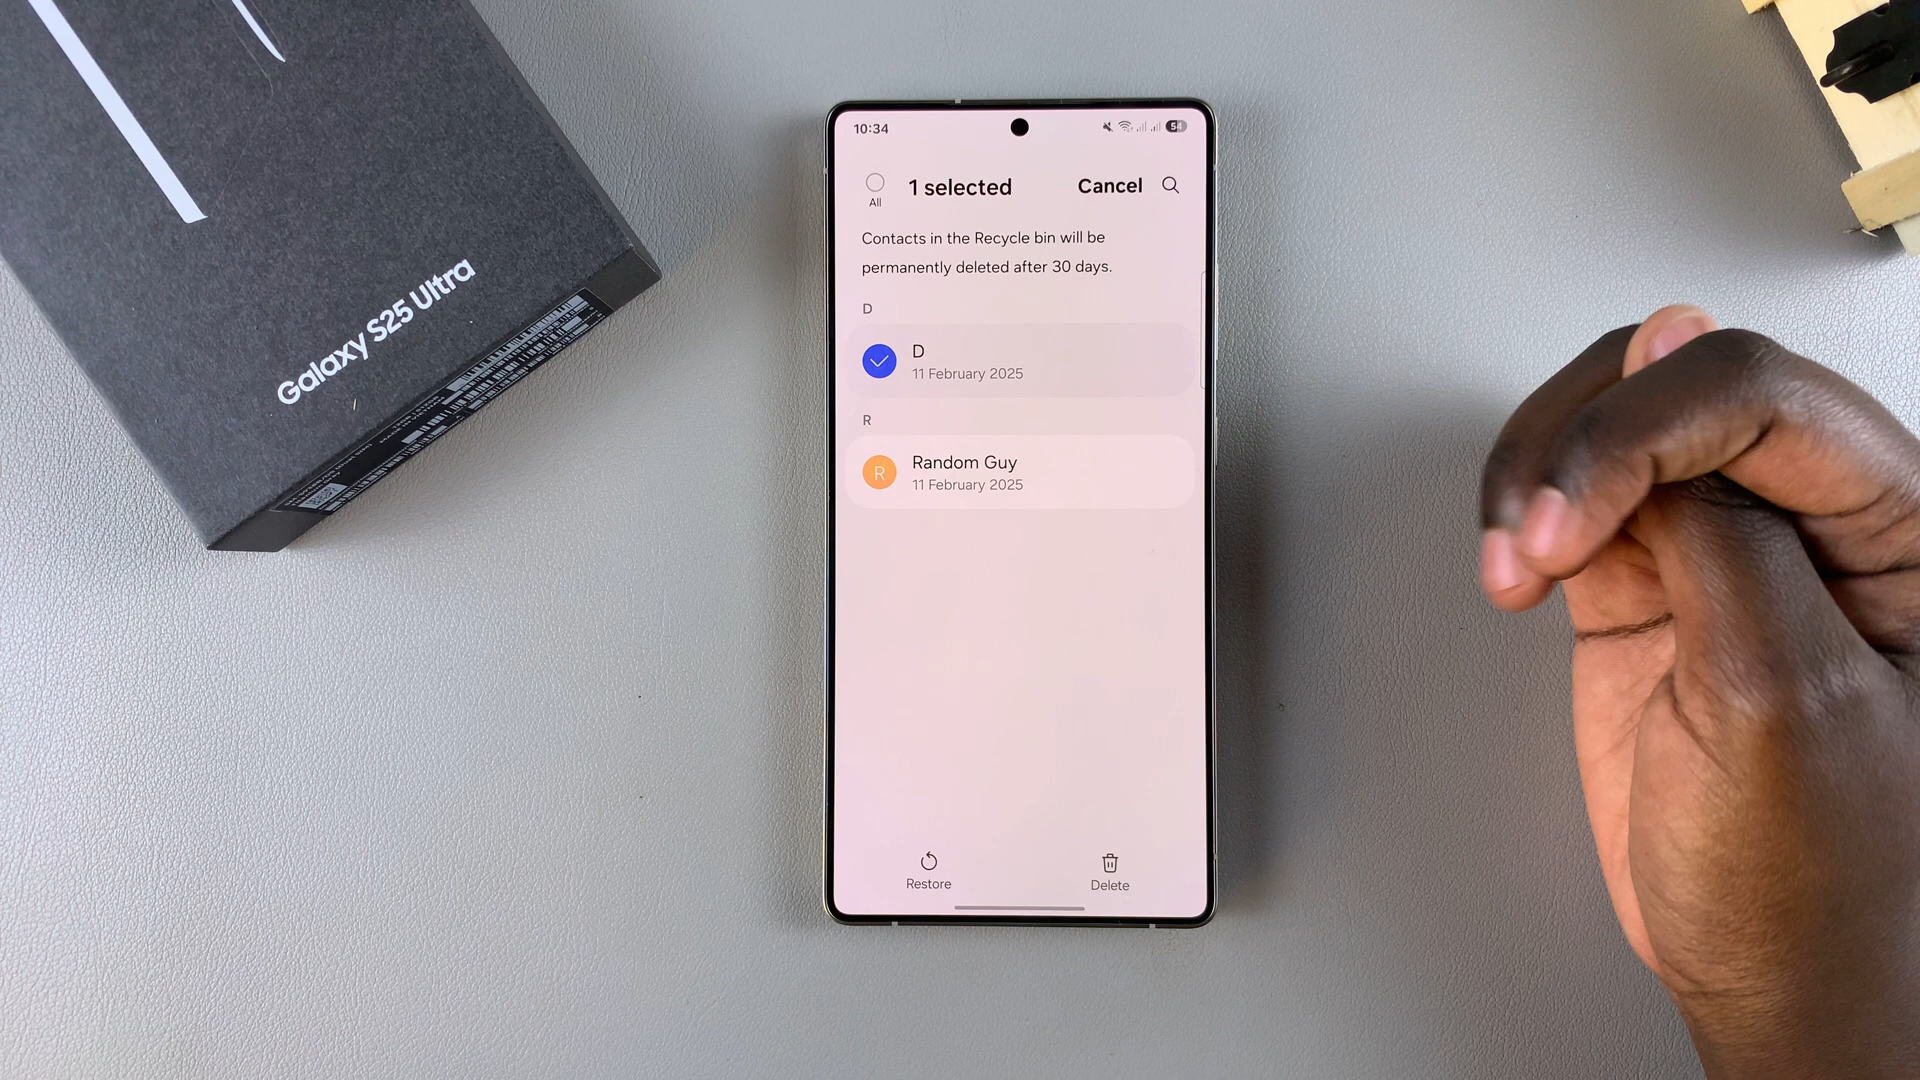 Galaxy S25 Ultra
10:34
54
All
1 selected
Cancel
Contacts in the Recycle bin will be
permanently deleted after 30 days.
D
D
11 February 2025
R
R
Random Guy
11 February 2025
Restore
Delete